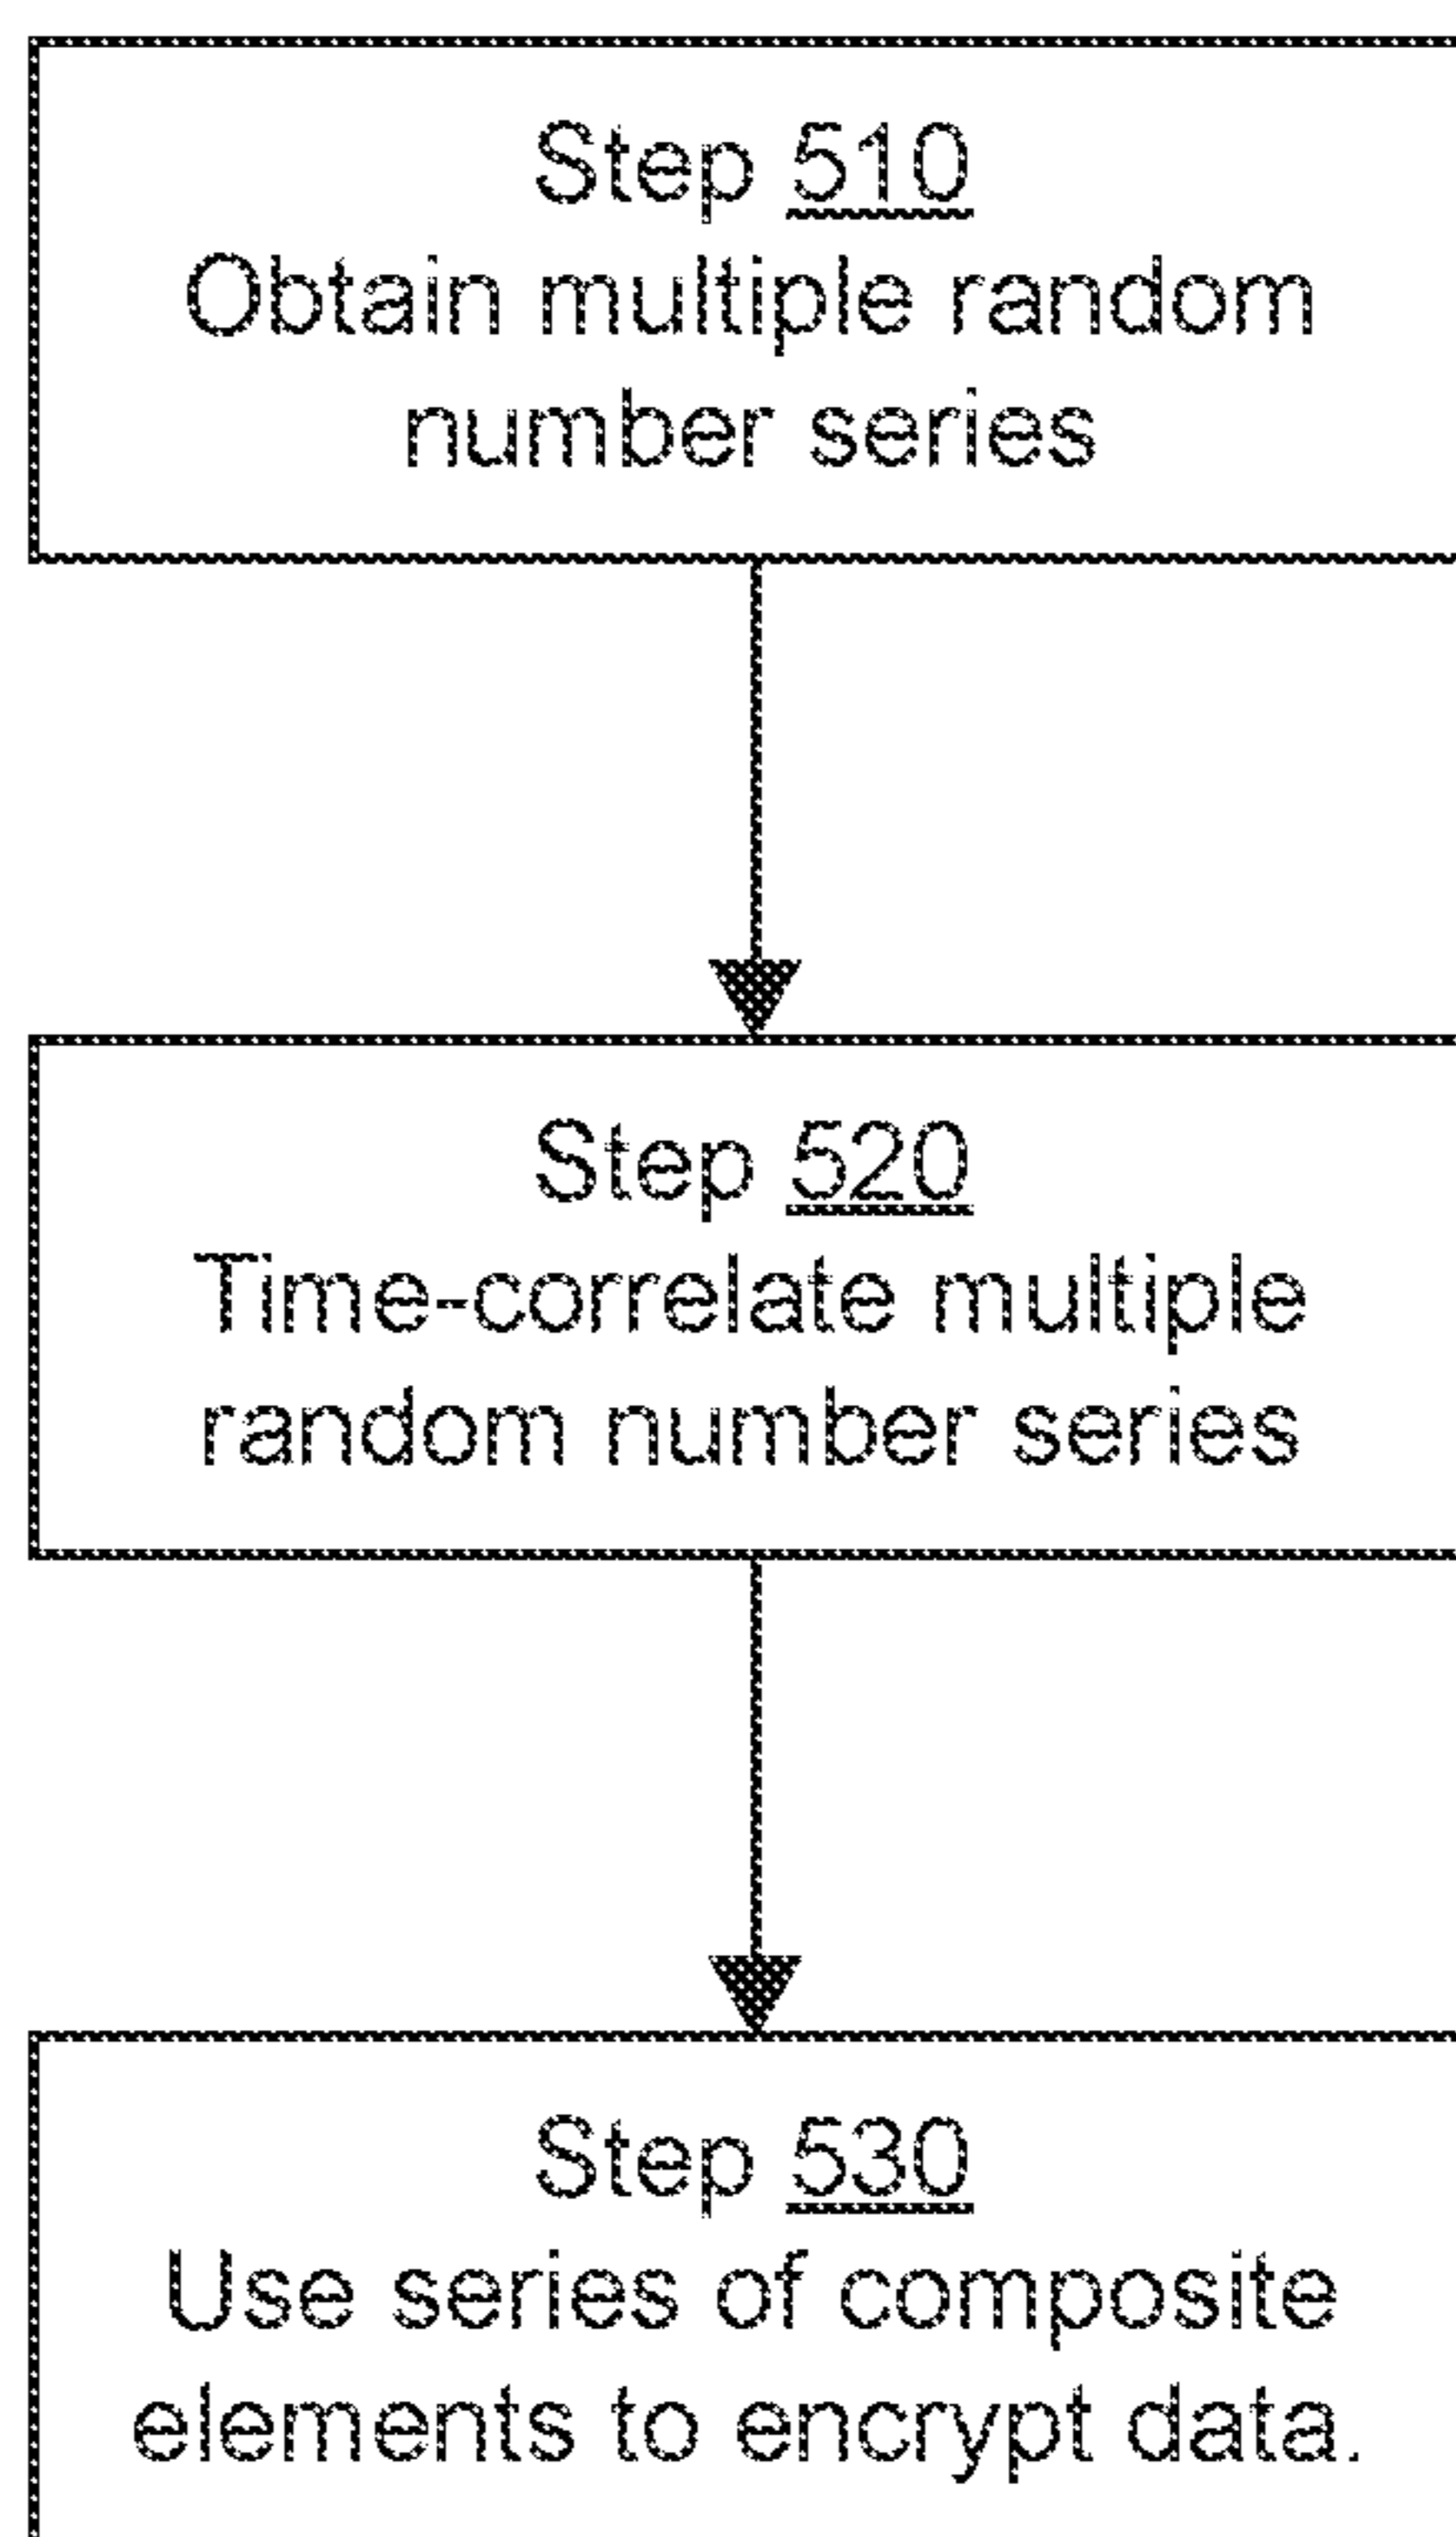 Step 510
Obtain multiple random
number series
Step 520
Time-correlate multiple
random number series
Step 530
Use series of composite
elements to encrypt data.